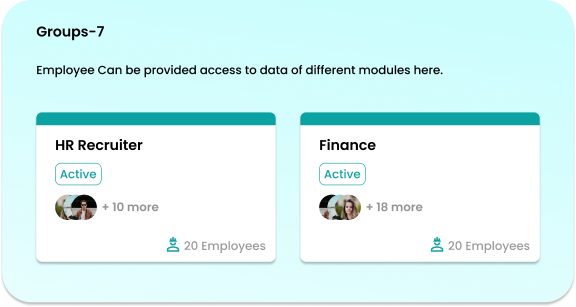 Groups-7
Employee Can be provided access to data of different modules here.
HR Recruiter
Active
+ 10 more
20 Employees
Finance
Active
+ 18 more
20 Employees